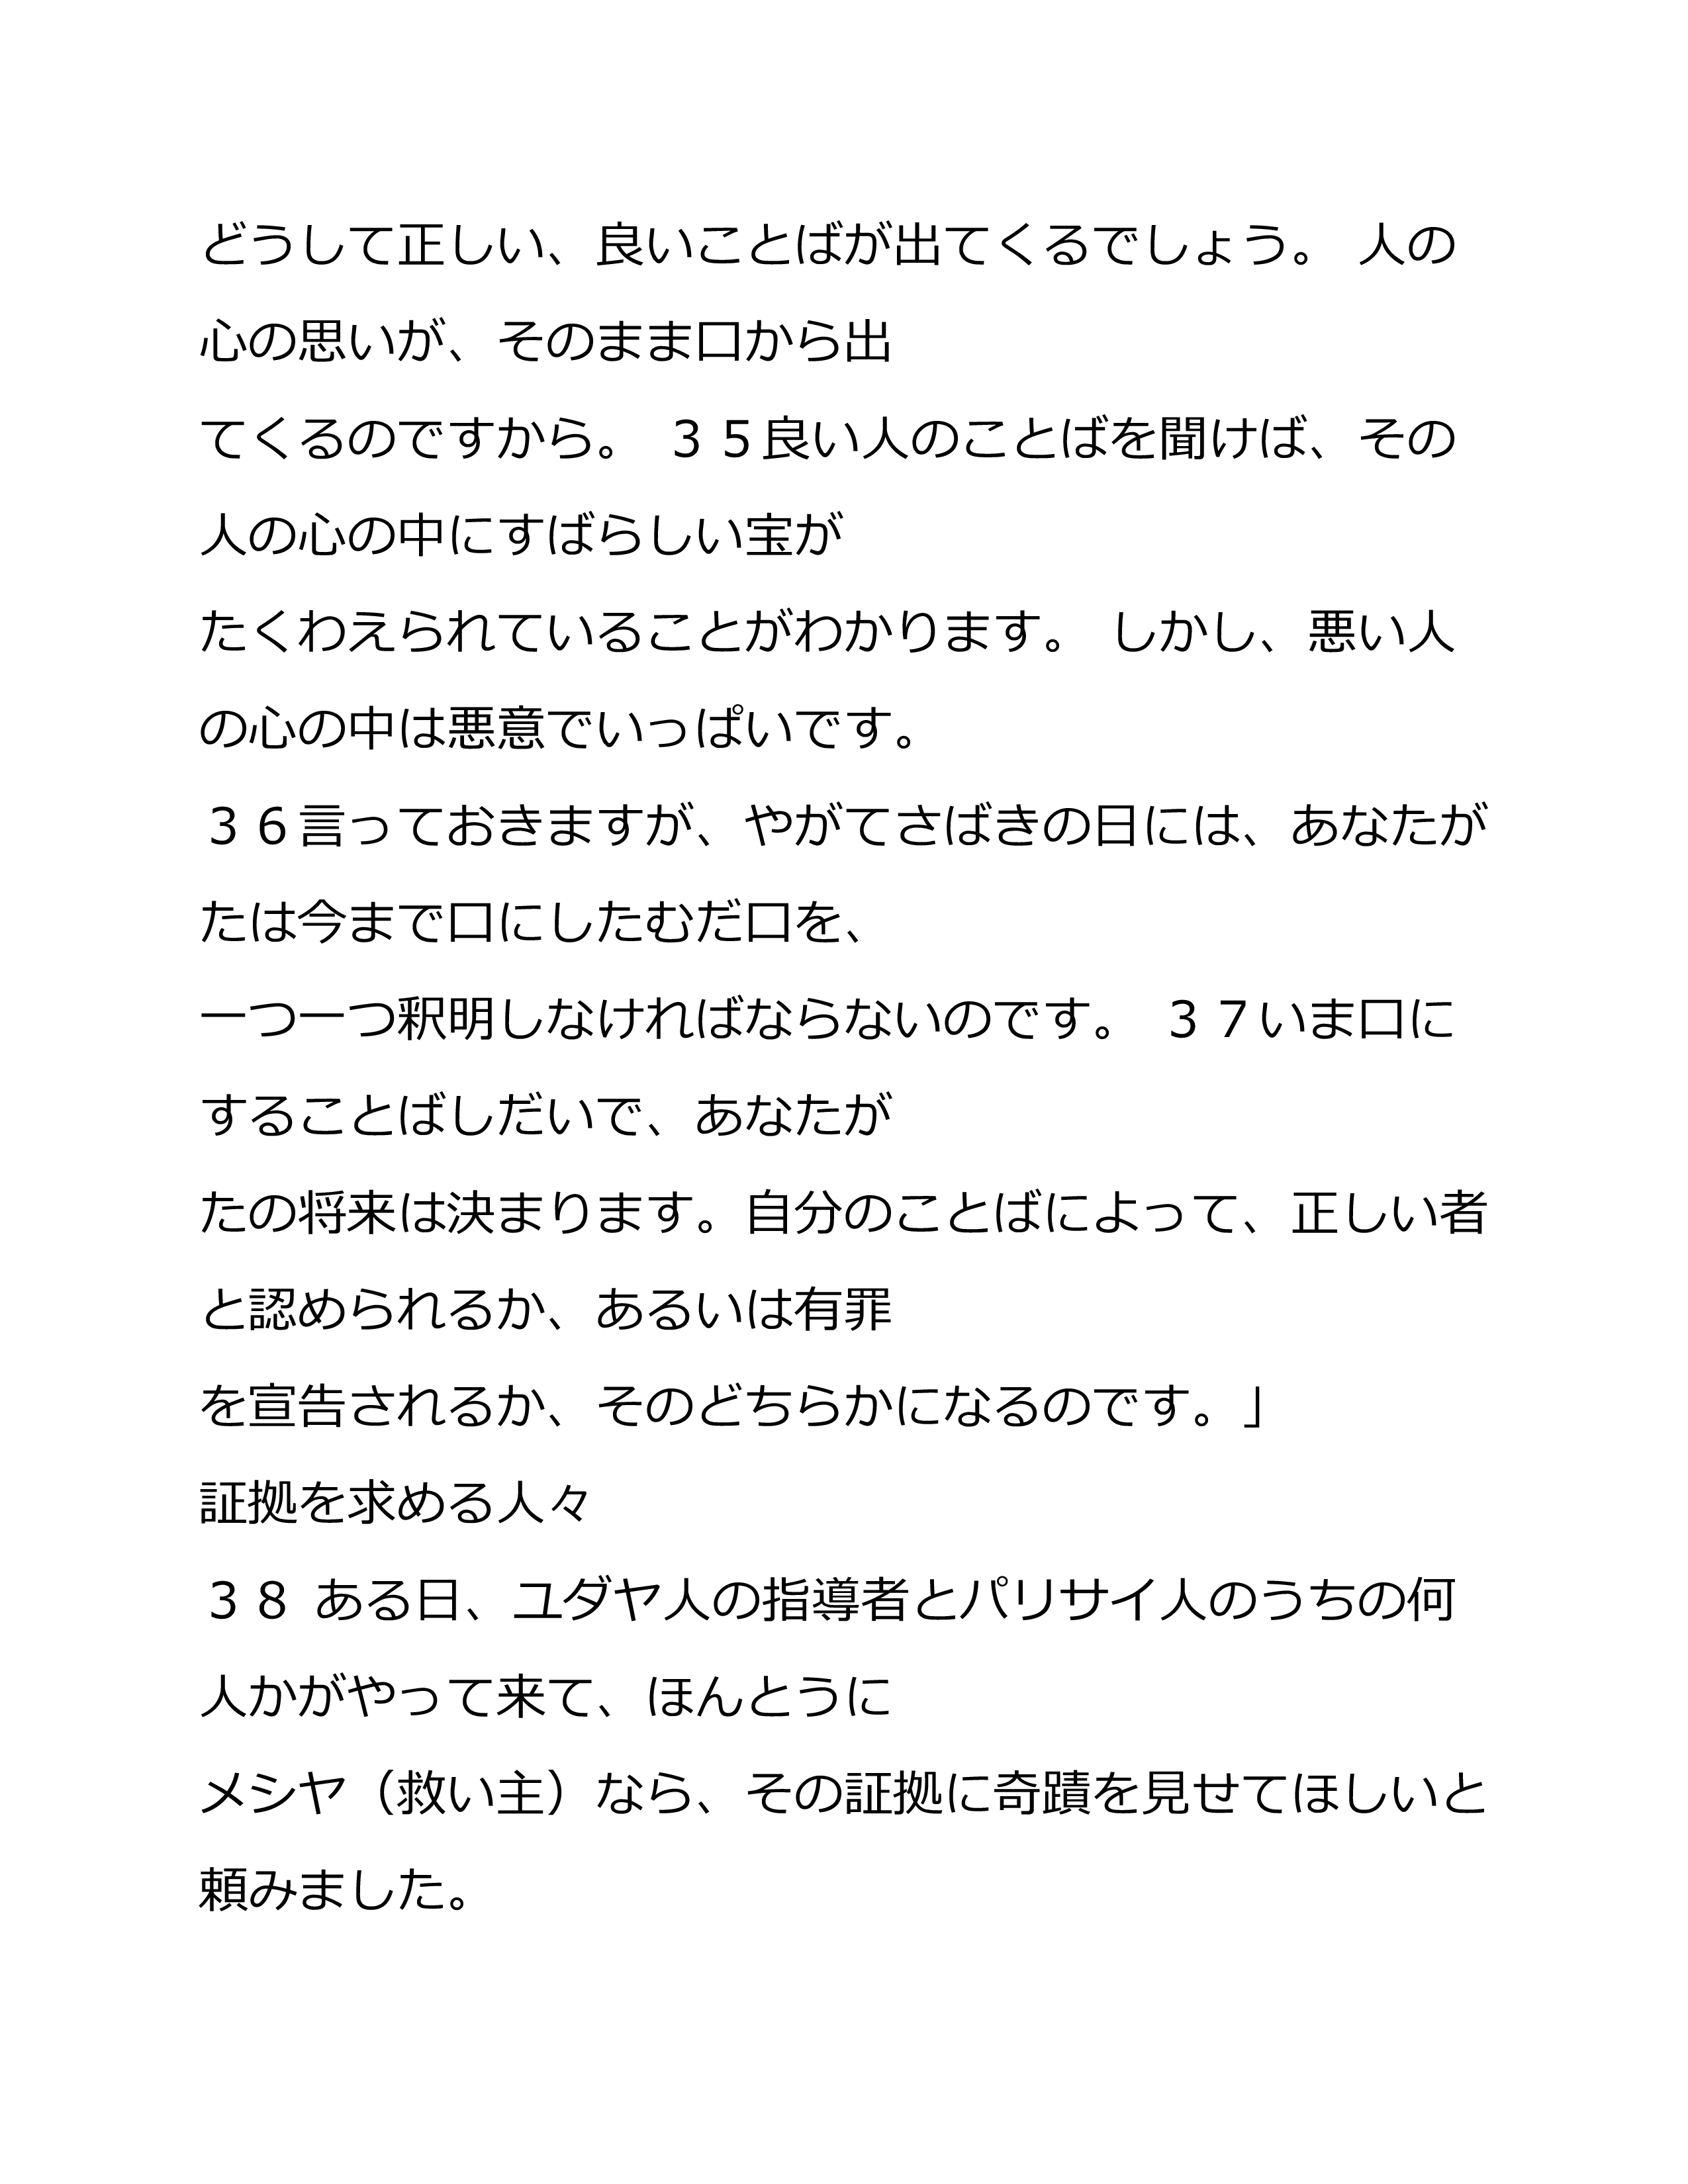 どうして正しい、良いことばが出てくるでしょう。 人の
心の思いが、そのまま口から出
てくるのですから。 ３５良い人のことばを聞けば、その
人の心の中にすばらしい宝が
たくわえられていることがわかります。 しかし、悪い人
の心の中は悪意でいっぱいです。
３６言っておきますが、やがてさばきの日には、あなたが
たは今まで口にしたむだ口を、
一つ一つ釈明しなければならないのです。 ３７いま口に
することばしだいで、あなたが
たの将来は決まります。自分のことばによって、正しい者
と認められるか、あるいは有罪
を宣告されるか、そのどちらかになるのです。」
証拠を求める人々
３８ ある日、ユダヤ人の指導者とパリサイ人のうちの何
人かがやって来て、ほんとうに
メシヤ（救い主）なら、その証拠に奇蹟を見せてほしいと
頼みました。